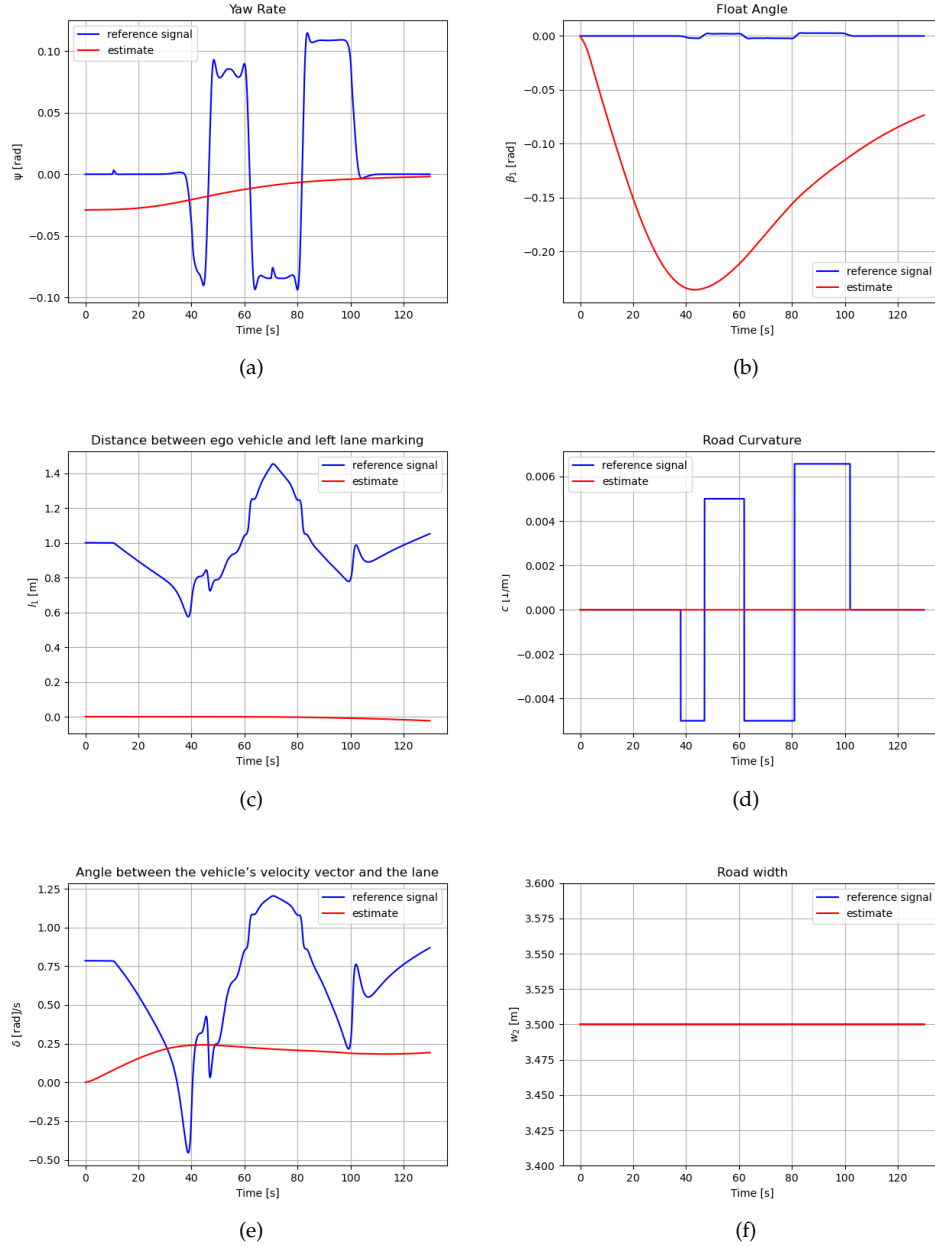 Yaw Rate
reference signal
estimate
0.10
0.05
0.00
−0.05
−0.10
ψ [rad]
0 20 40 60 80 100 120
Time [s]
(a)
Float Angle
0.00
−0.05
−0.10
−0.15
−0.20
β1 [rad]
reference signal
estimate
0 20 40 60 80 100 120
Time [s]
(b)
Distance between ego vehicle and left lane marking
reference signal
estimate
1.4
1.2
1.0
0.8
0.6
0.4
0.2
0.0
l1 [m]
0 20 40 60 80 100 120
Time [s]
(c)
Road Curvature
reference signal
estimate
0.006
0.004
0.002
0.000
−0.002
−0.004
c [1/m]
0 20 40 60 80 100 120
Time [s]
(d)
Angle between the vehicle’s velocity vector and the lane
reference signal
estimate
1.25
1.00
0.75
0.50
0.25
0.00
−0.25
−0.50
δ [rad]/s
0 20 40 60 80 100 120
Time [s]
(e)
Road width
reference signal
estimate
3.600
3.575
3.550
3.525
3.500
3.475
3.450
3.425
3.400
w2 [m]
0 20 40 60 80 100 120
Time [s]
(f)